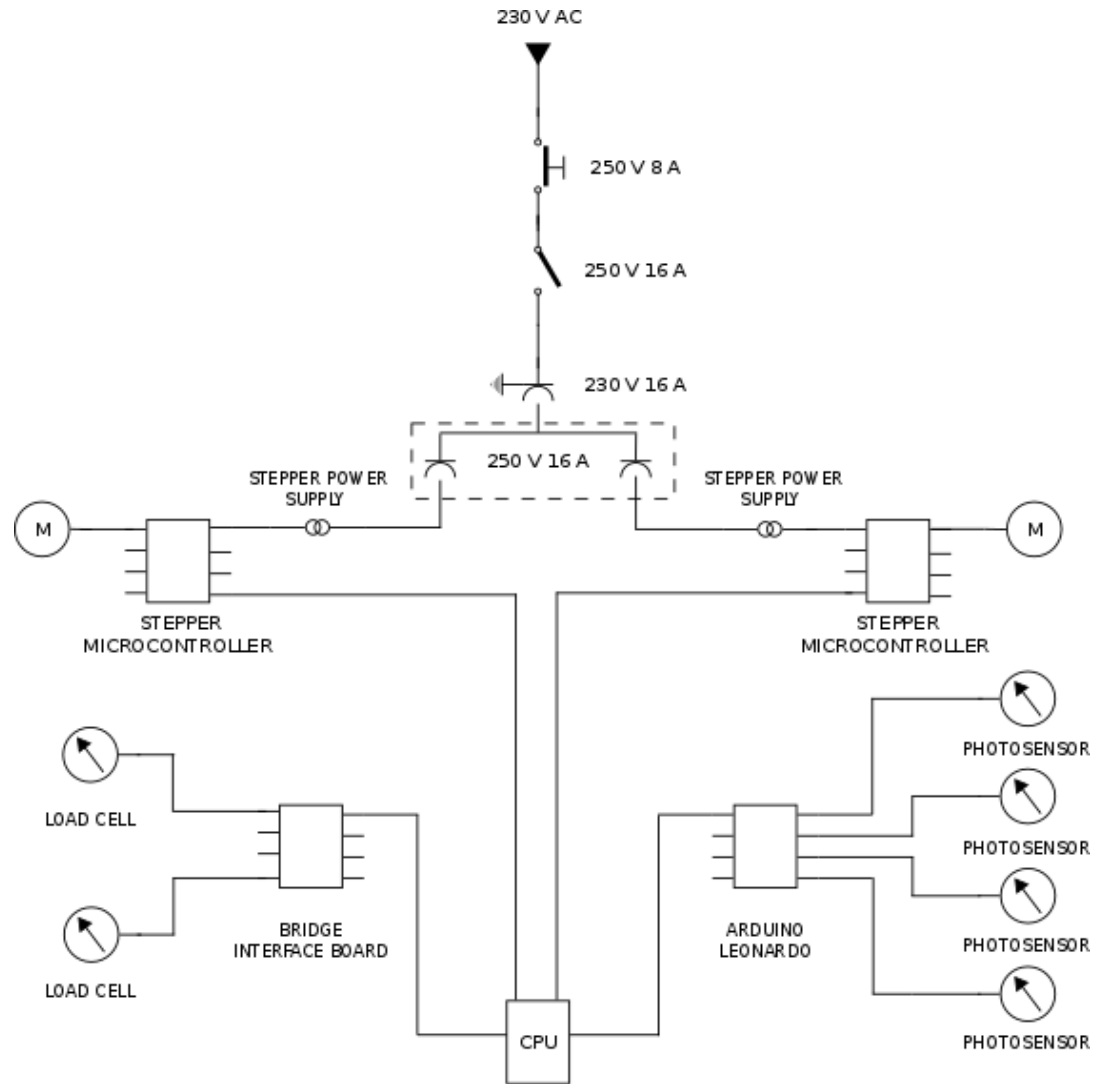 230 V AC
250 V 8 A
250 V 16 A
230 V 16 A
250 V 16 A
STEPPER POWER
SUPPLY
STEPPER POWER
SUPPLY
M
M
STEPPER
MICROCONTROLLER
STEPPER
MICROCONTROLLER
PHOTOSENSOR
LOAD CELL
PHOTOSENSOR
BRIDGE
INTERFACE BOARD
ARDUINO
LEONARDO
PHOTOSENSOR
LOAD CELL
CPU
PHOTOSENSOR